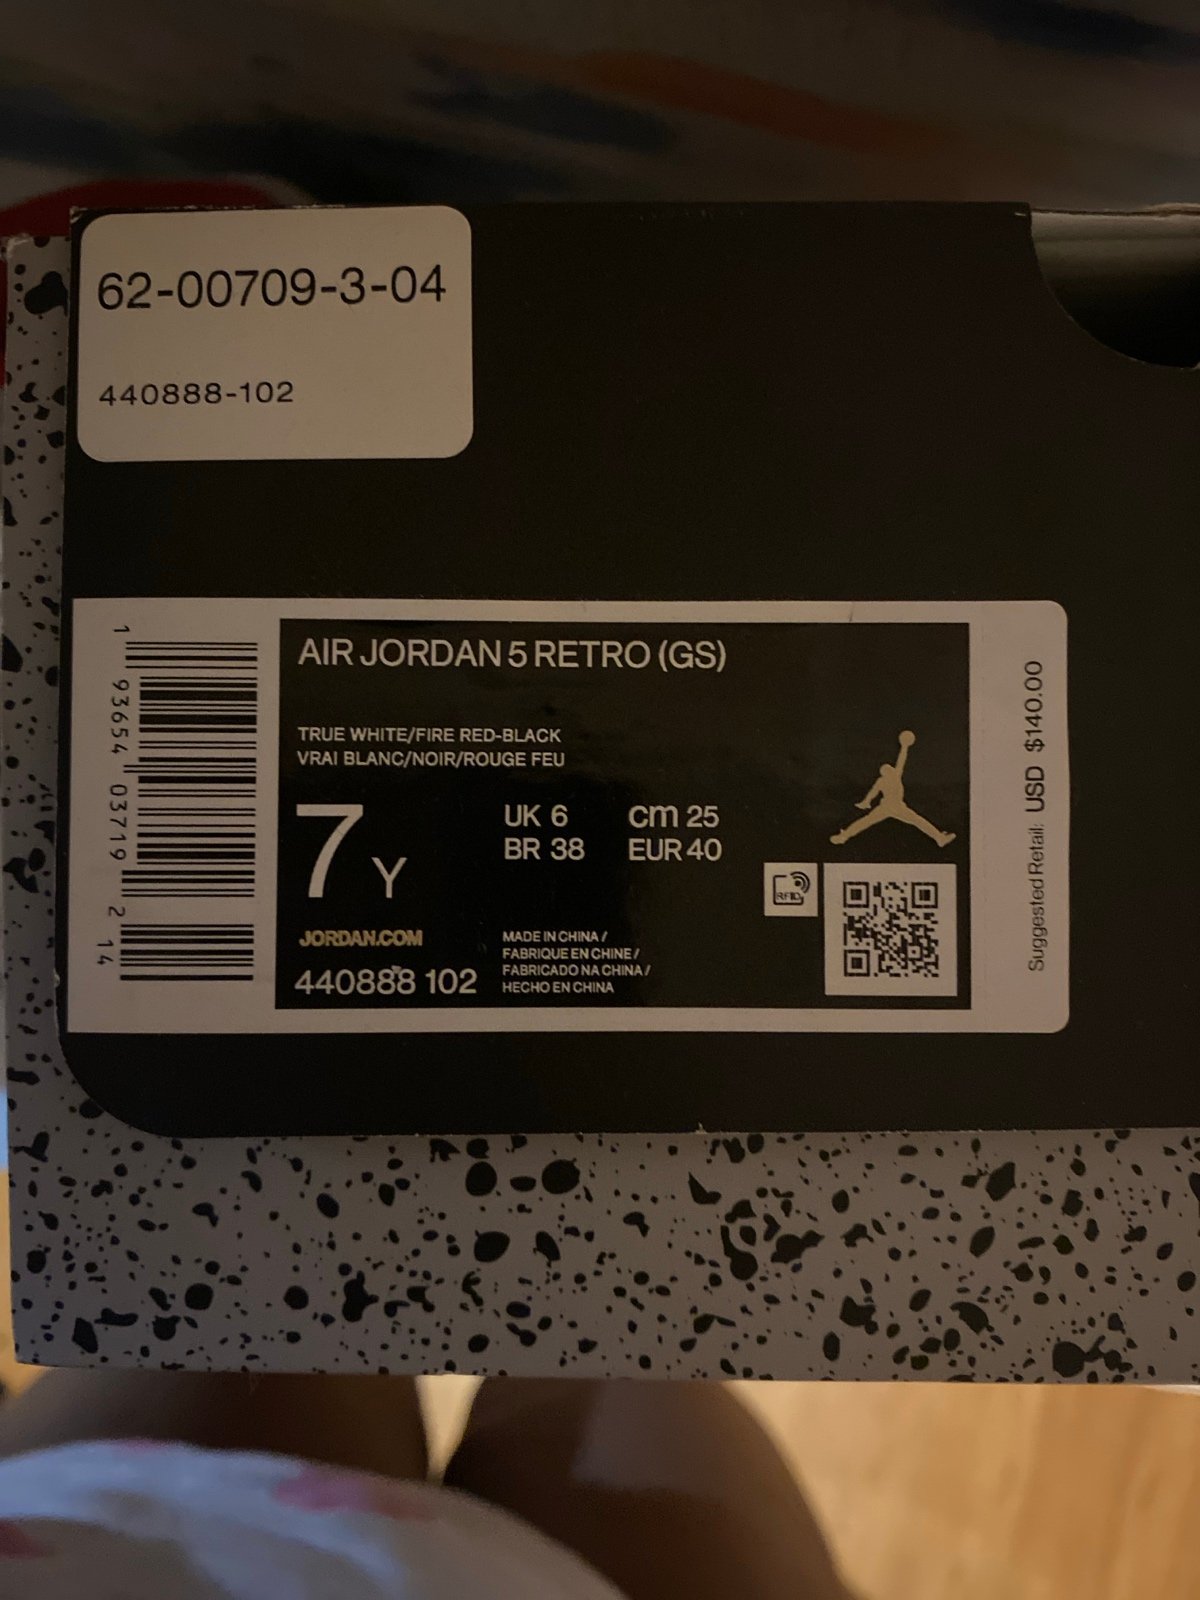 62-00709-3-04
440888-102
AIR JORDAN 5 RETRO (GS)
TRUE WHITE/FIRE RED-BLACK
VRAI BLANC/NOIR/ROUGE FEU
7 Y
UK 6 cm 25
BR 38 EUR 40
RFID
JORDAN.COM
440888 102
MADE IN CHINA /
FABRIQUE EN CHINE /
FABRICADO NA CHINA /
HECHO EN CHINA
1 93654 03719 2 14
Suggested Retail: USD $140.00